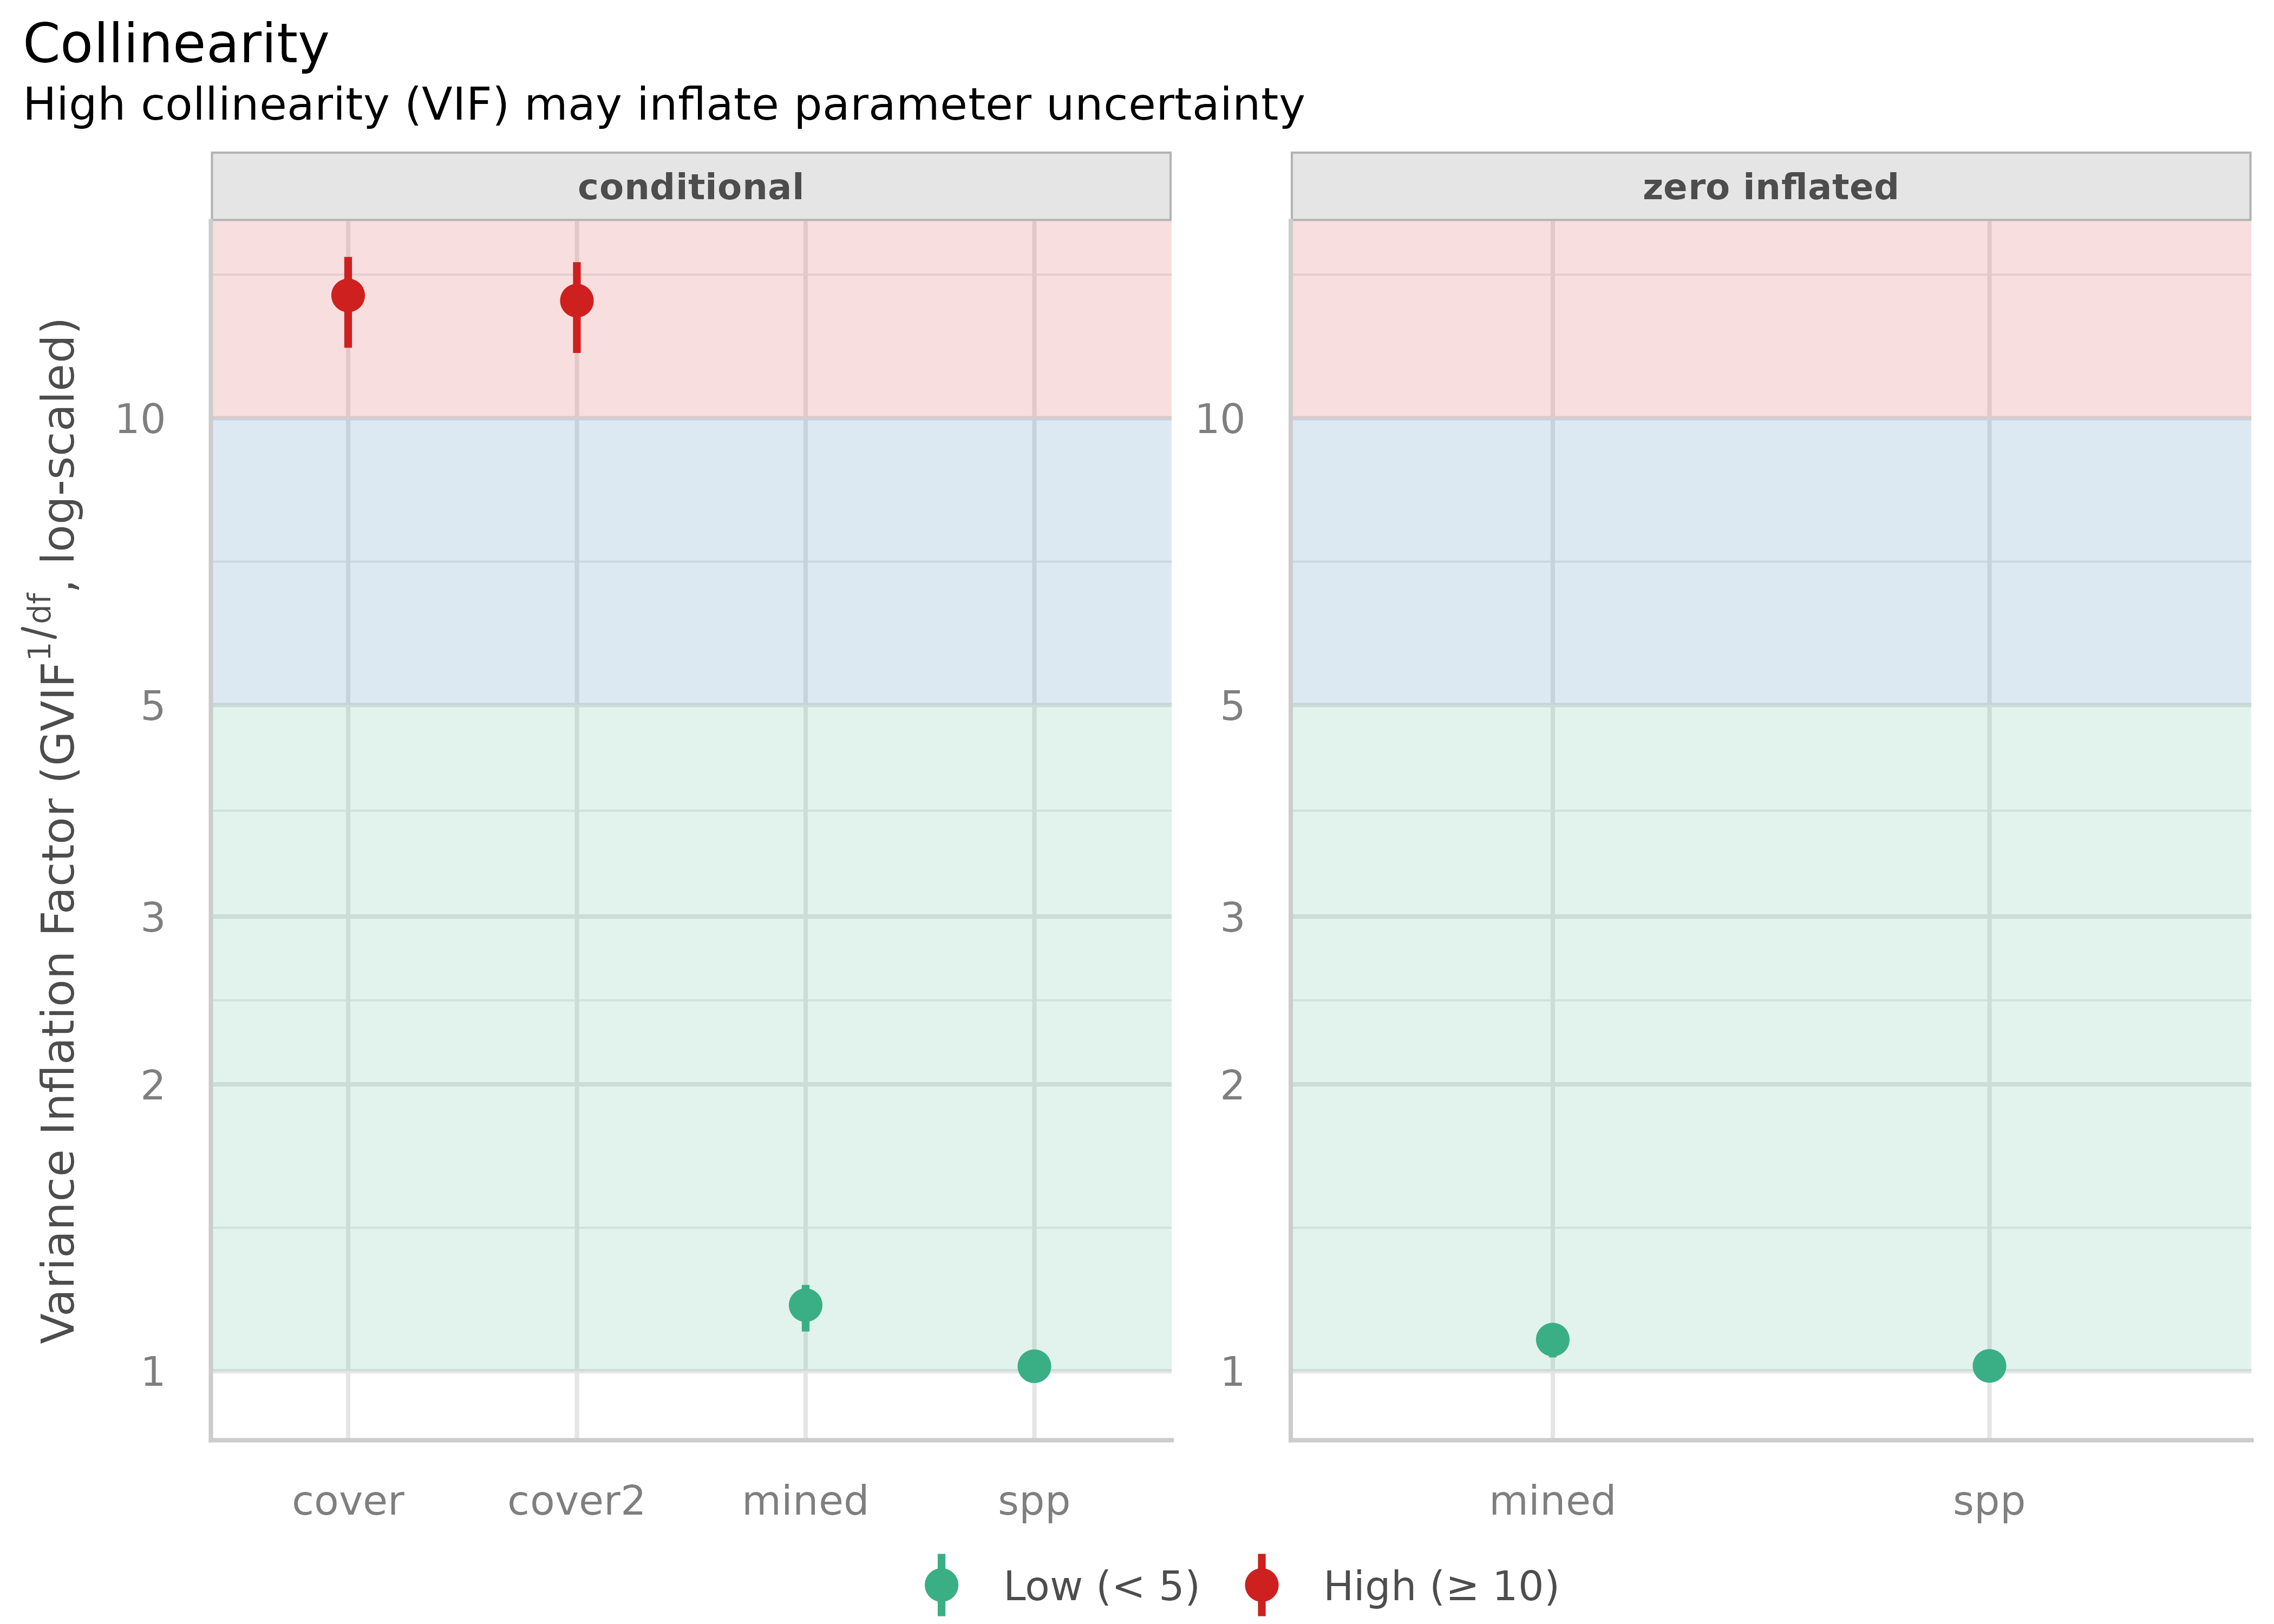 Collinearity
High collinearity (VIF) may inflate parameter uncertainty
conditional
zero inflated
Variance Inflation Factor (GVIF^1/df, log-scaled)
10
5
3
2
1
10
5
3
2
1
cover cover2 mined spp
mined spp
Low (< 5) High (≥ 10)